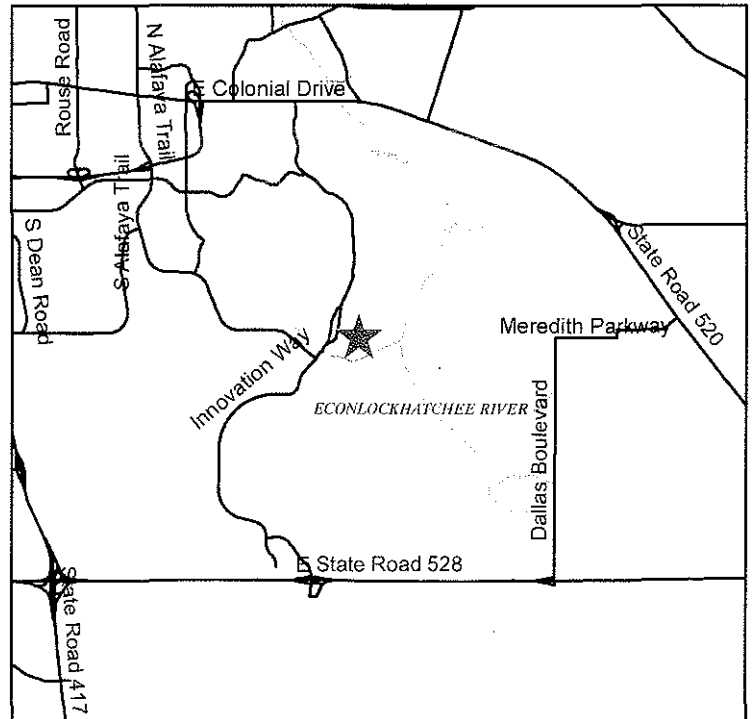 Rouse Road
N Alafaya Trail
E Colonial Drive
S Dean Road
S Alafaya Trail
State Road 520
Meredith Parkway
Innovation Way
ECONLOCKHATCHEE RIVER
Dallas Boulevard
E State Road 528
State Road 417